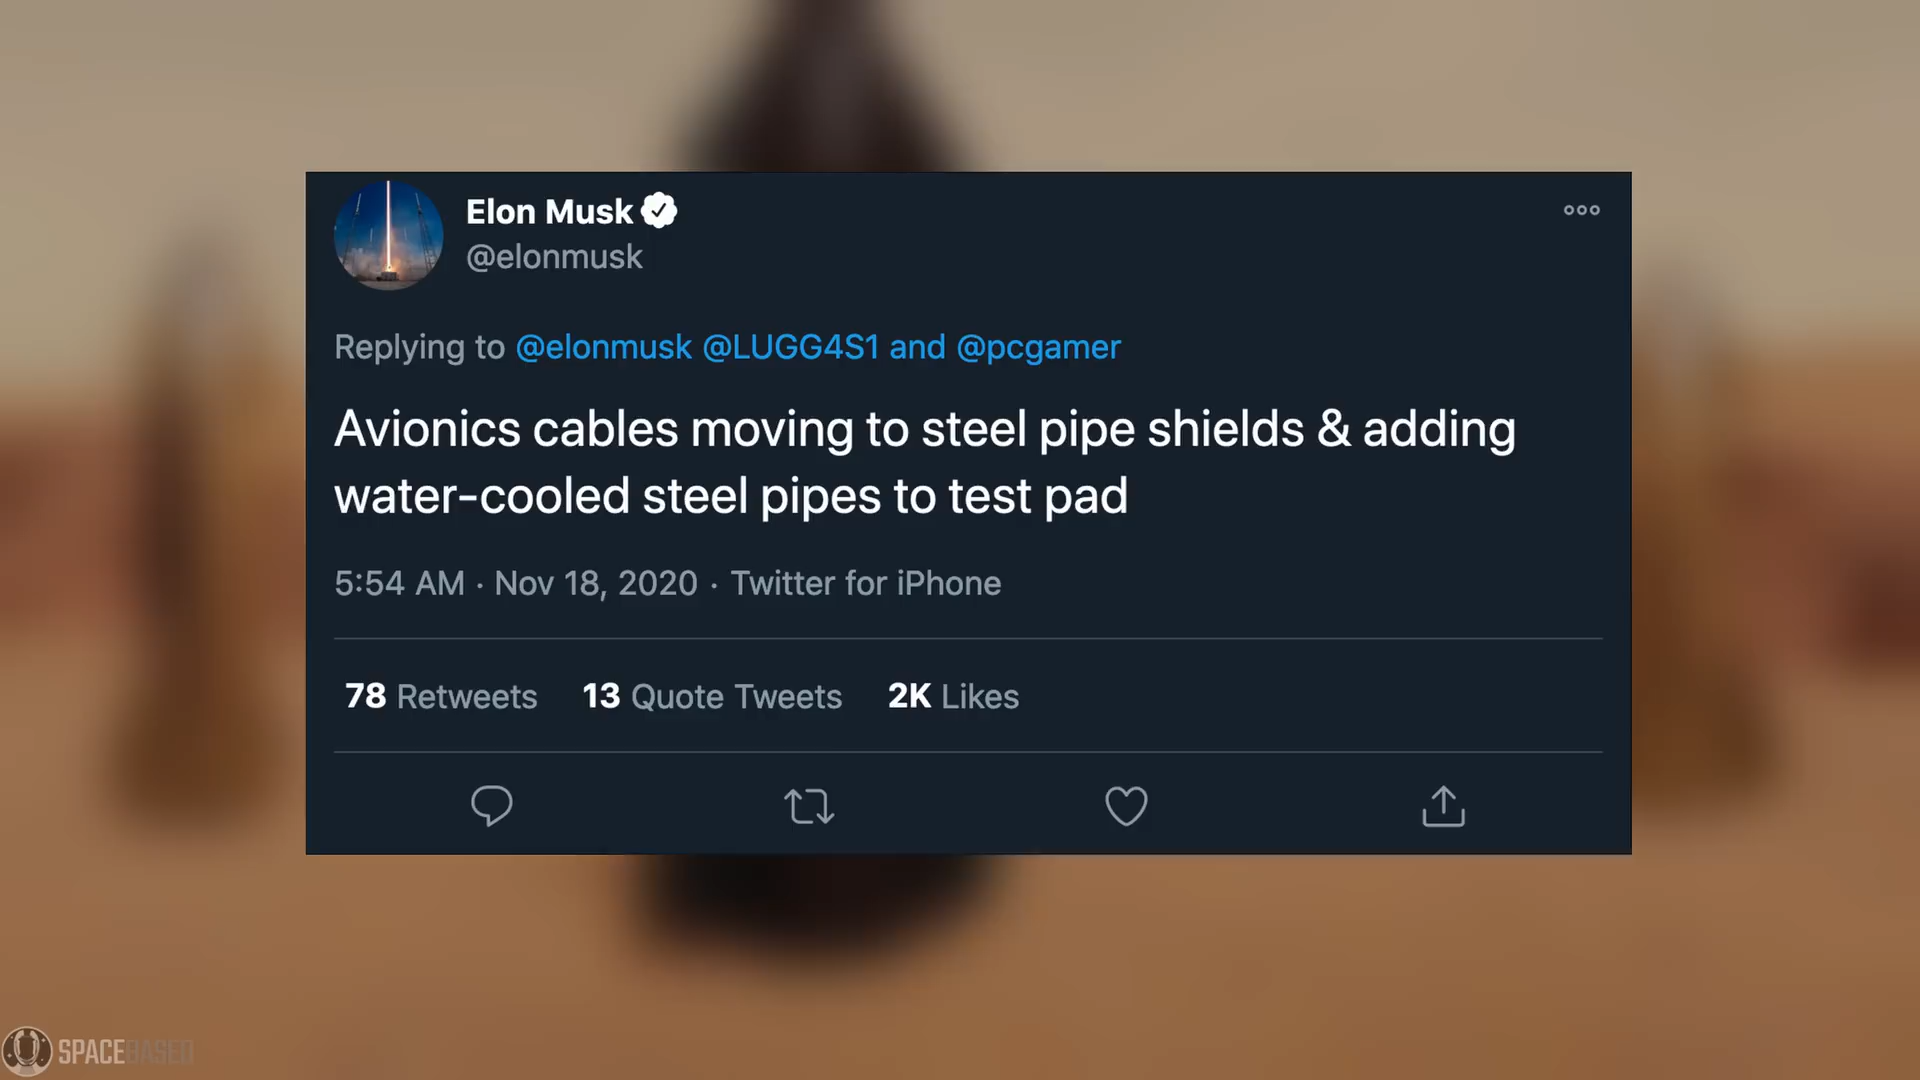 Elon Musk
@elonmusk
Replying to @elonmusk @LUGG4S1 and @pcgamer
Avionics cables moving to steel pipe shields & adding
water-cooled steel pipes to test pad
5:54 AM · Nov 18, 2020 · Twitter for iPhone
78 Retweets 13 Quote Tweets 2K Likes
SPACEBASED